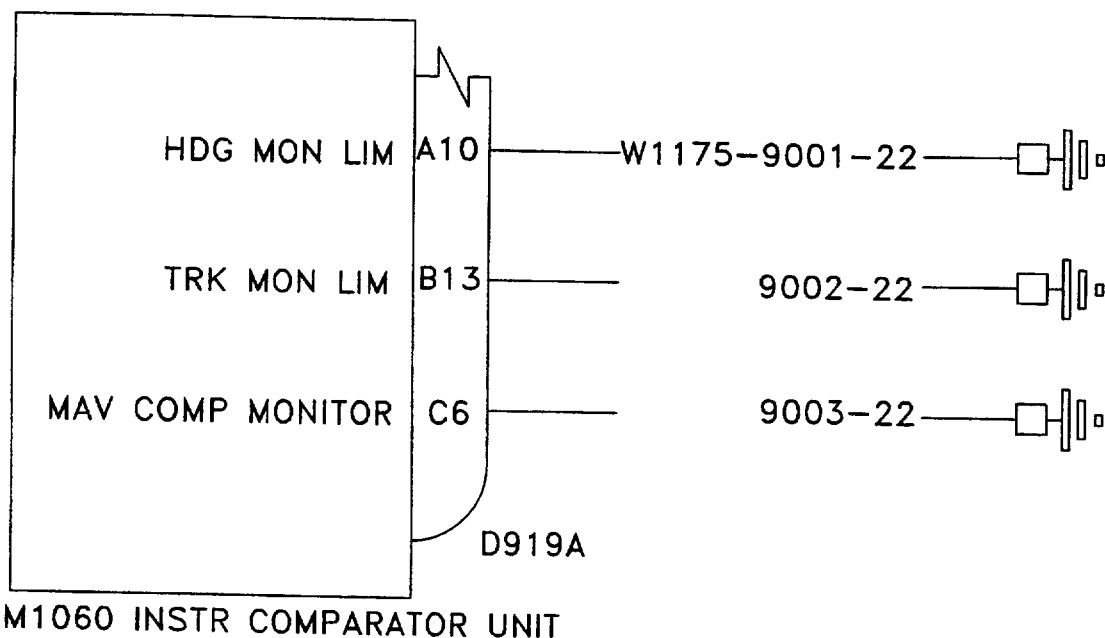 HDG MON LIM A10 W1175-9001-22
TRK MON LIM B13 9002-22
MAV COMP MONITOR C6 9003-22
D919A
M1060 INSTR COMPARATOR UNIT